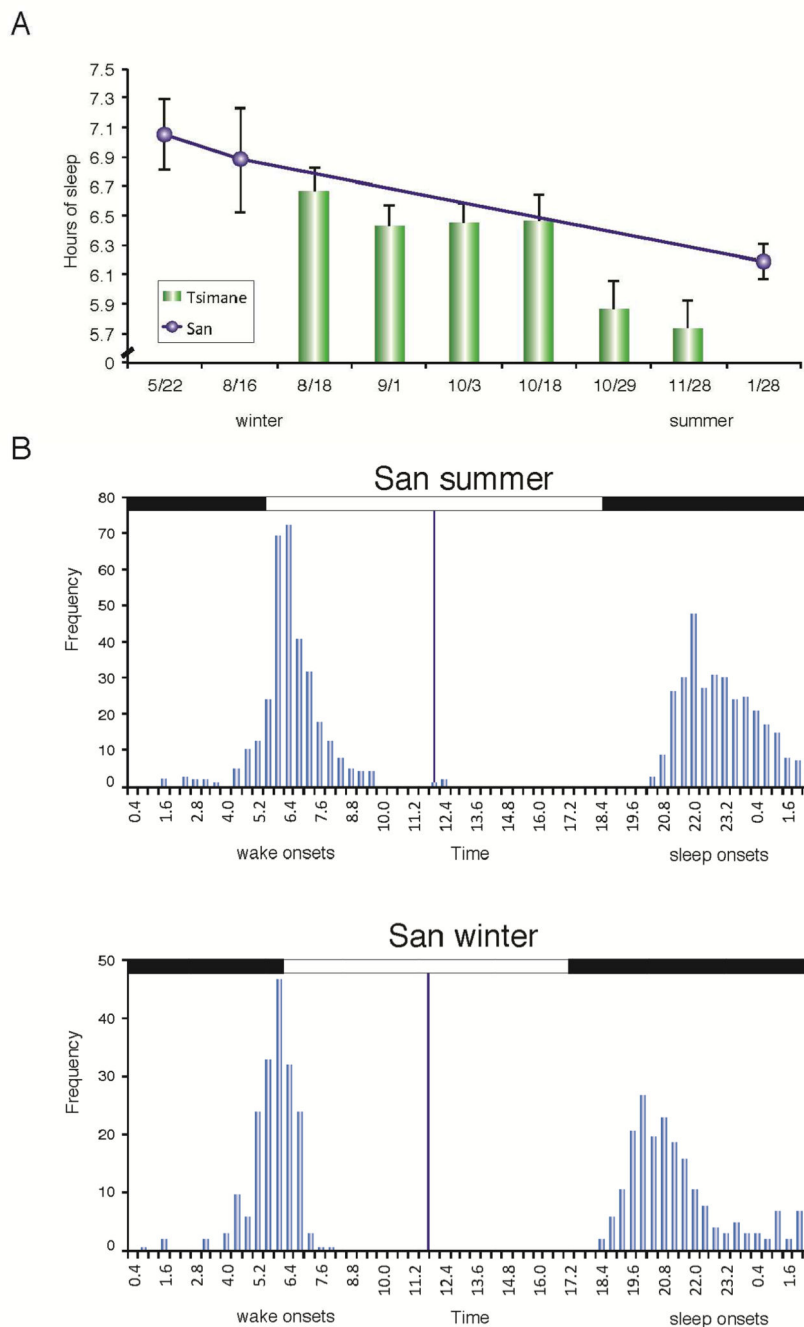 A
7.5
7.3
7.1
6.9
6.7
6.5
6.3
6.1
5.9
5.7
0
Hours of sleep
Tsimane
San
5/22 8/16 8/18 9/1 10/3 10/18 10/29 11/28 1/28
winter summer
B
San summer
80
70
60
50
40
30
20
10
0
Frequency
0.4 1.6 2.8 4.0 5.2 6.4 7.6 8.8 10.0 11.2 12.4 13.6 14.8 16.0 17.2 18.4 19.6 20.8 22.0 23.2 0.4 1.6
wake onsets Time sleep onsets
San winter
50
40
30
20
10
0
Frequency
0.4 1.6 2.8 4.0 5.2 6.4 7.6 8.8 10.0 11.2 12.4 13.6 14.8 16.0 17.2 18.4 19.6 20.8 22.0 23.2 0.4 1.6
wake onsets Time sleep onsets